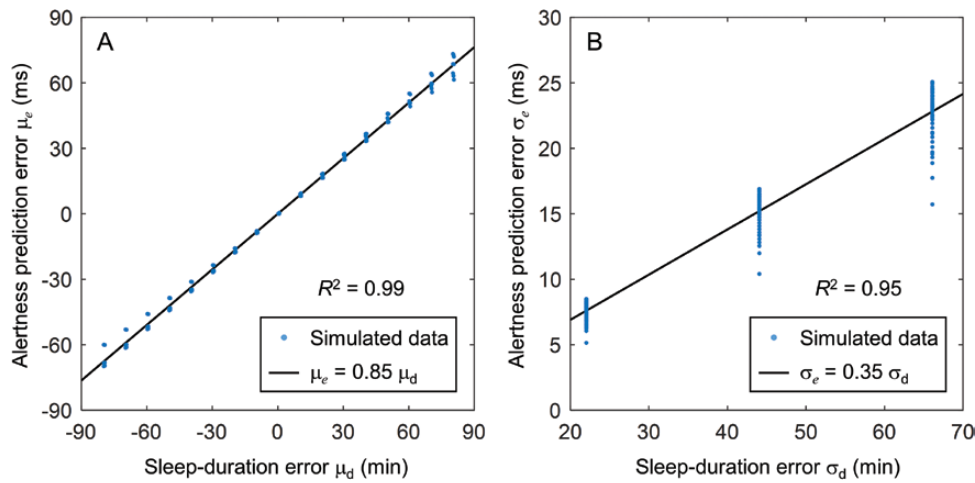 A
Alertness prediction error μe (ms)
90
60
30
0
-30
-60
-90
R² = 0.99
Simulated data
μe = 0.85 μd
-90 -60 -30 0 30 60 90
Sleep-duration error μd (min)
B
Alertness prediction error σe (ms)
30
25
20
15
10
5
0
R² = 0.95
Simulated data
σe = 0.35 σd
20 30 40 50 60 70
Sleep-duration error σd (min)